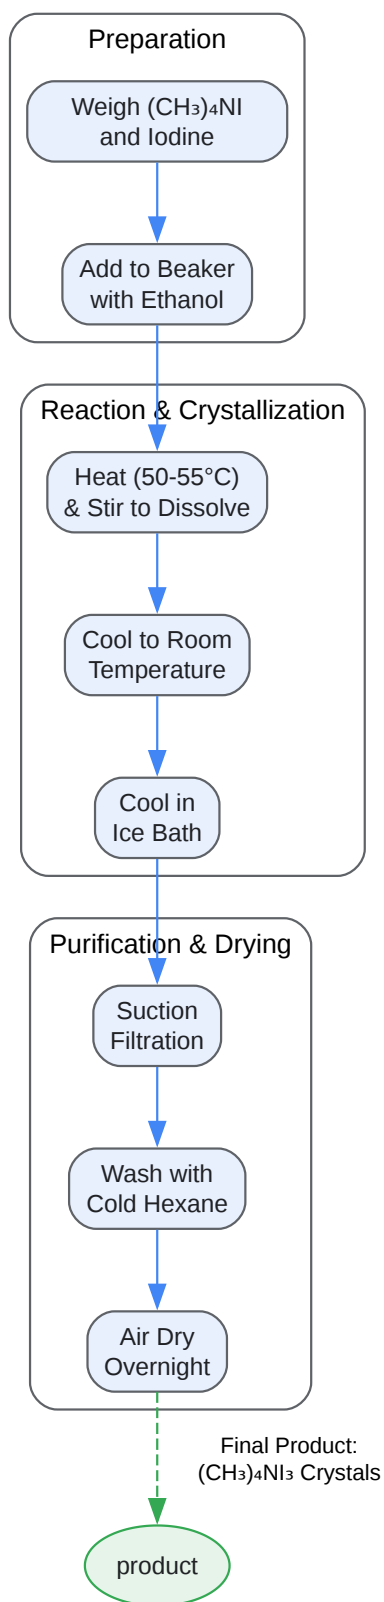 Preparation
Weigh (CH₃)₄NI
and Iodine
Add to Beaker
with Ethanol
Reaction & Crystallization
Heat (50-55°C)
& Stir to Dissolve
Cool to Room
Temperature
Cool in
Ice Bath
Purification & Drying
Suction
Filtration
Wash with
Cold Hexane
Air Dry
Overnight
Final Product:
(CH₃)₄NI₃ Crystals
product